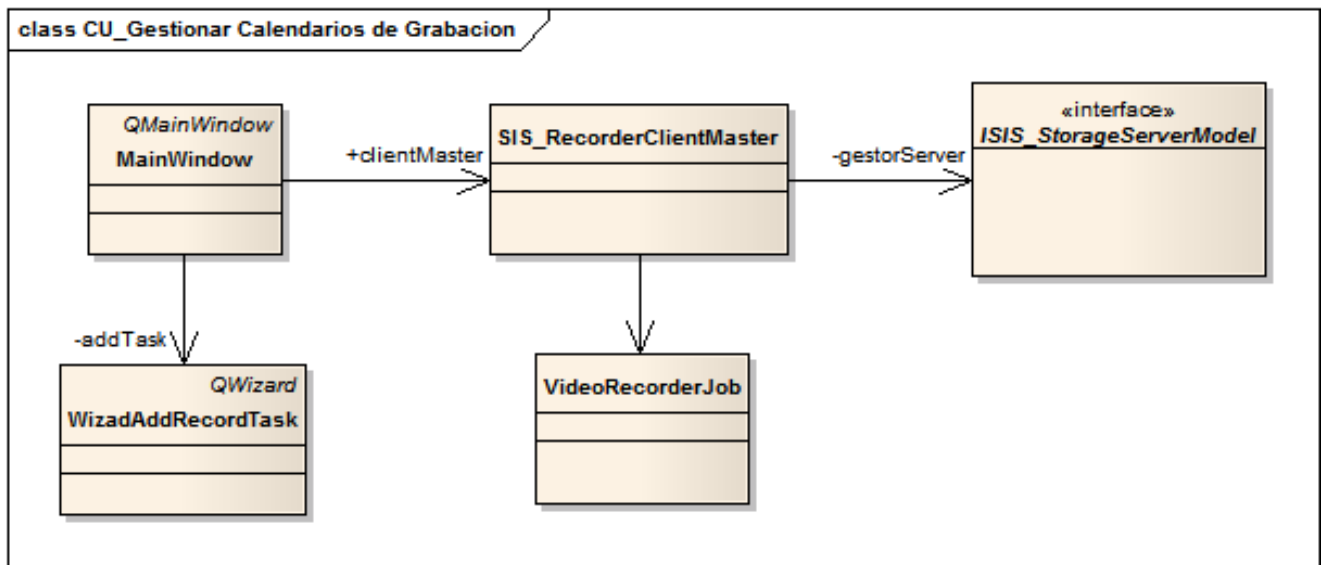 class CU_Gestionar Calendarios de Grabacion
QMainWindow
MainWindow
+clientMaster
SIS_RecorderClientMaster
-gestorServer
«interface»
ISIS_StorageServerModel
-addTask
QWizard
WizadAddRecordTask
VideoRecorderJob